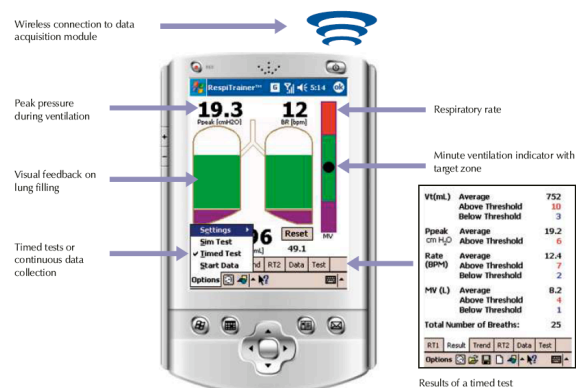 Wireless connection to data
acquisition module
RespiTrainer™ G 5:14 ok
Peak pressure
during ventilation
19.3
Ppeak [cmH2O]
12
BR [bpm]
Respiratory rate
Visual feedback on
lung filling
Minute ventilation indicator with
target zone
Timed tests or
continuous data
collection
Settings
Sim Test
Timed Test
Start Data
Reset
49.1
MV
RT2 Data Test
Options
Vt(mL) Average 752
Above Threshold 10
Below Threshold 3
Ppeak Average 19.2
cm H2O Above Threshold 6
Rate Average 12.4
(BPM) Above Threshold 7
Below Threshold 2
MV (L) Average 8.2
Above Threshold 4
Below Threshold 1
Total Number of Breaths: 25
RT1 Result Trend RT2 Data Test
Options
Results of a timed test